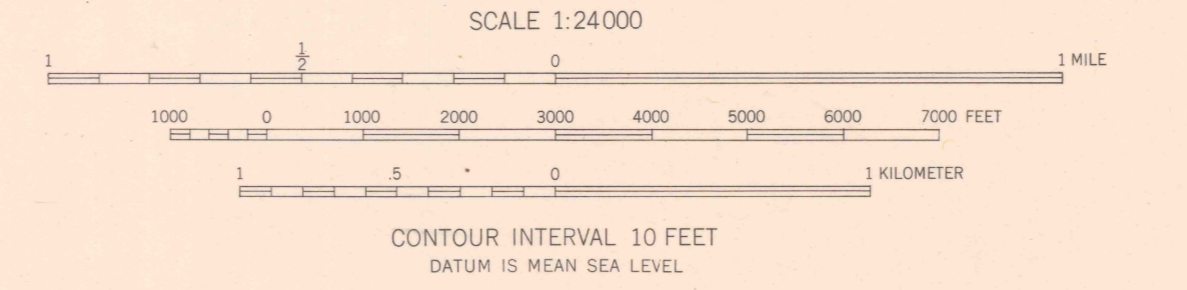 SCALE 1:24000
1 1/2 0 1 MILE
1000 0 1000 2000 3000 4000 5000 6000 7000 FEET
1 .5 0 1 KILOMETER
CONTOUR INTERVAL 10 FEET
DATUM IS MEAN SEA LEVEL